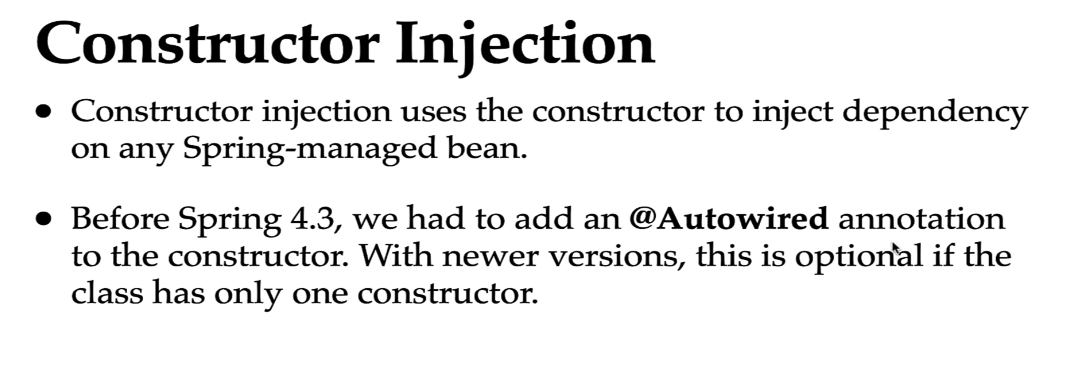 Constructor Injection
• Constructor injection uses the constructor to inject dependency
on any Spring-managed bean.
• Before Spring 4.3, we had to add an @Autowired annotation
to the constructor. With newer versions, this is optional if the
class has only one constructor.